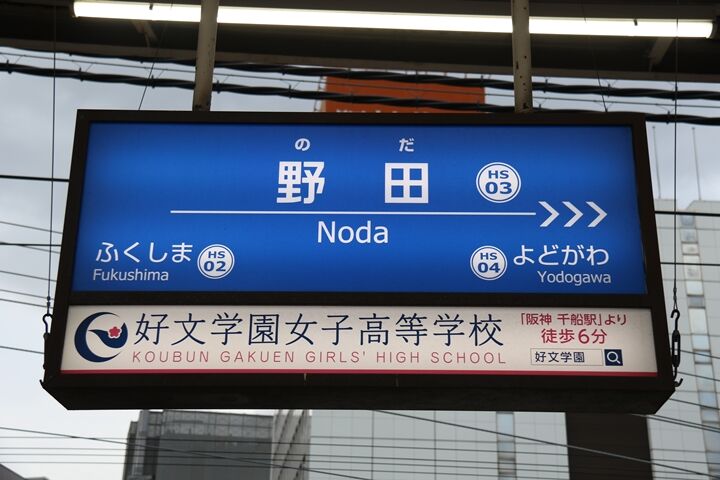 のだ
野田
HS 03
Noda
ふくしま
Fukushima
HS 02
HS 04
よどがわ
Yodogawa
好文学園女子高等学校
KOUBUN GAKUEN GIRLS' HIGH SCHOOL
「阪神 千船駅」より
徒歩6分
好文学園